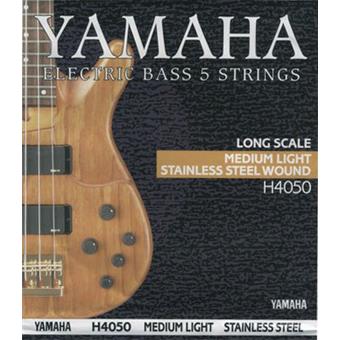 YAMAHA
ELECTRIC BASS 5 STRINGS
LONG SCALE
MEDIUM LIGHT
STAINLESS STEEL WOUND
H4050
YAMAHA
YAMAHA H4050 MEDIUM LIGHT STAINLESS STEEL